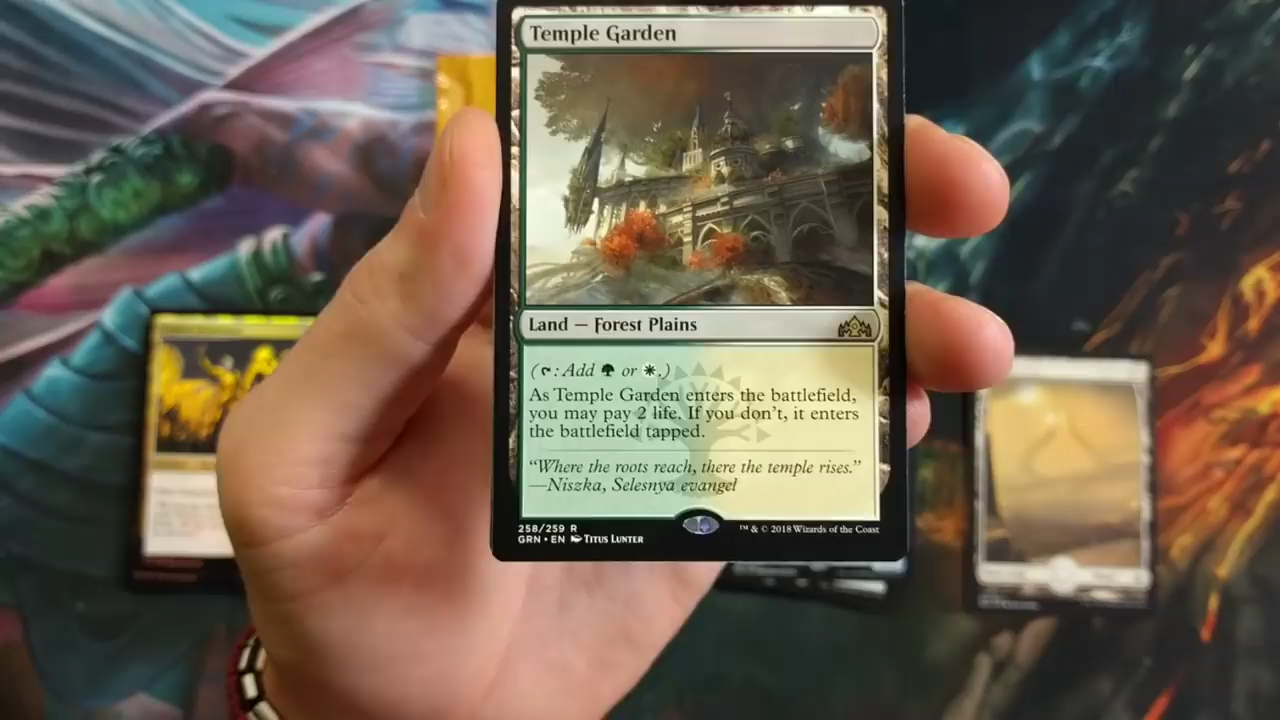 Temple Garden
Land — Forest Plains
( : Add or .)
As Temple Garden enters the battlefield,
you may pay 2 life. If you don't, it enters
the battlefield tapped.
“Where the roots reach, there the temple rises.”
—Niszka, Selesnya evangel
258/259 R
GRN • EN Titus Lunter
™ & © 2018 Wizards of the Coast